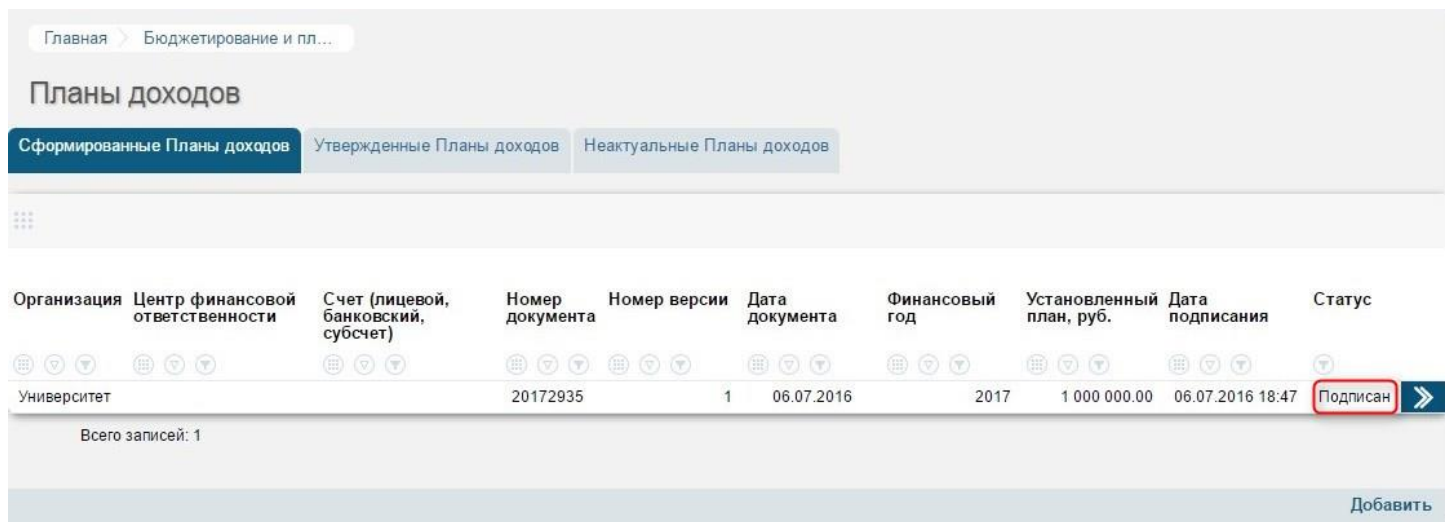 Главная Бюджетирование и пл...
Планы доходов
Сформированные Планы доходов Утвержденные Планы доходов Неактуальные Планы доходов
Организация Центр финансовой ответственности Счет (лицевой, банковский, субсчет) Номер документа Номер версии Дата документа Финансовый год Установленный план, руб. Дата подписания Статус
Университет 20172935 1 06.07.2016 2017 1 000 000.00 06.07.2016 18:47 Подписан
Всего записей: 1
Добавить